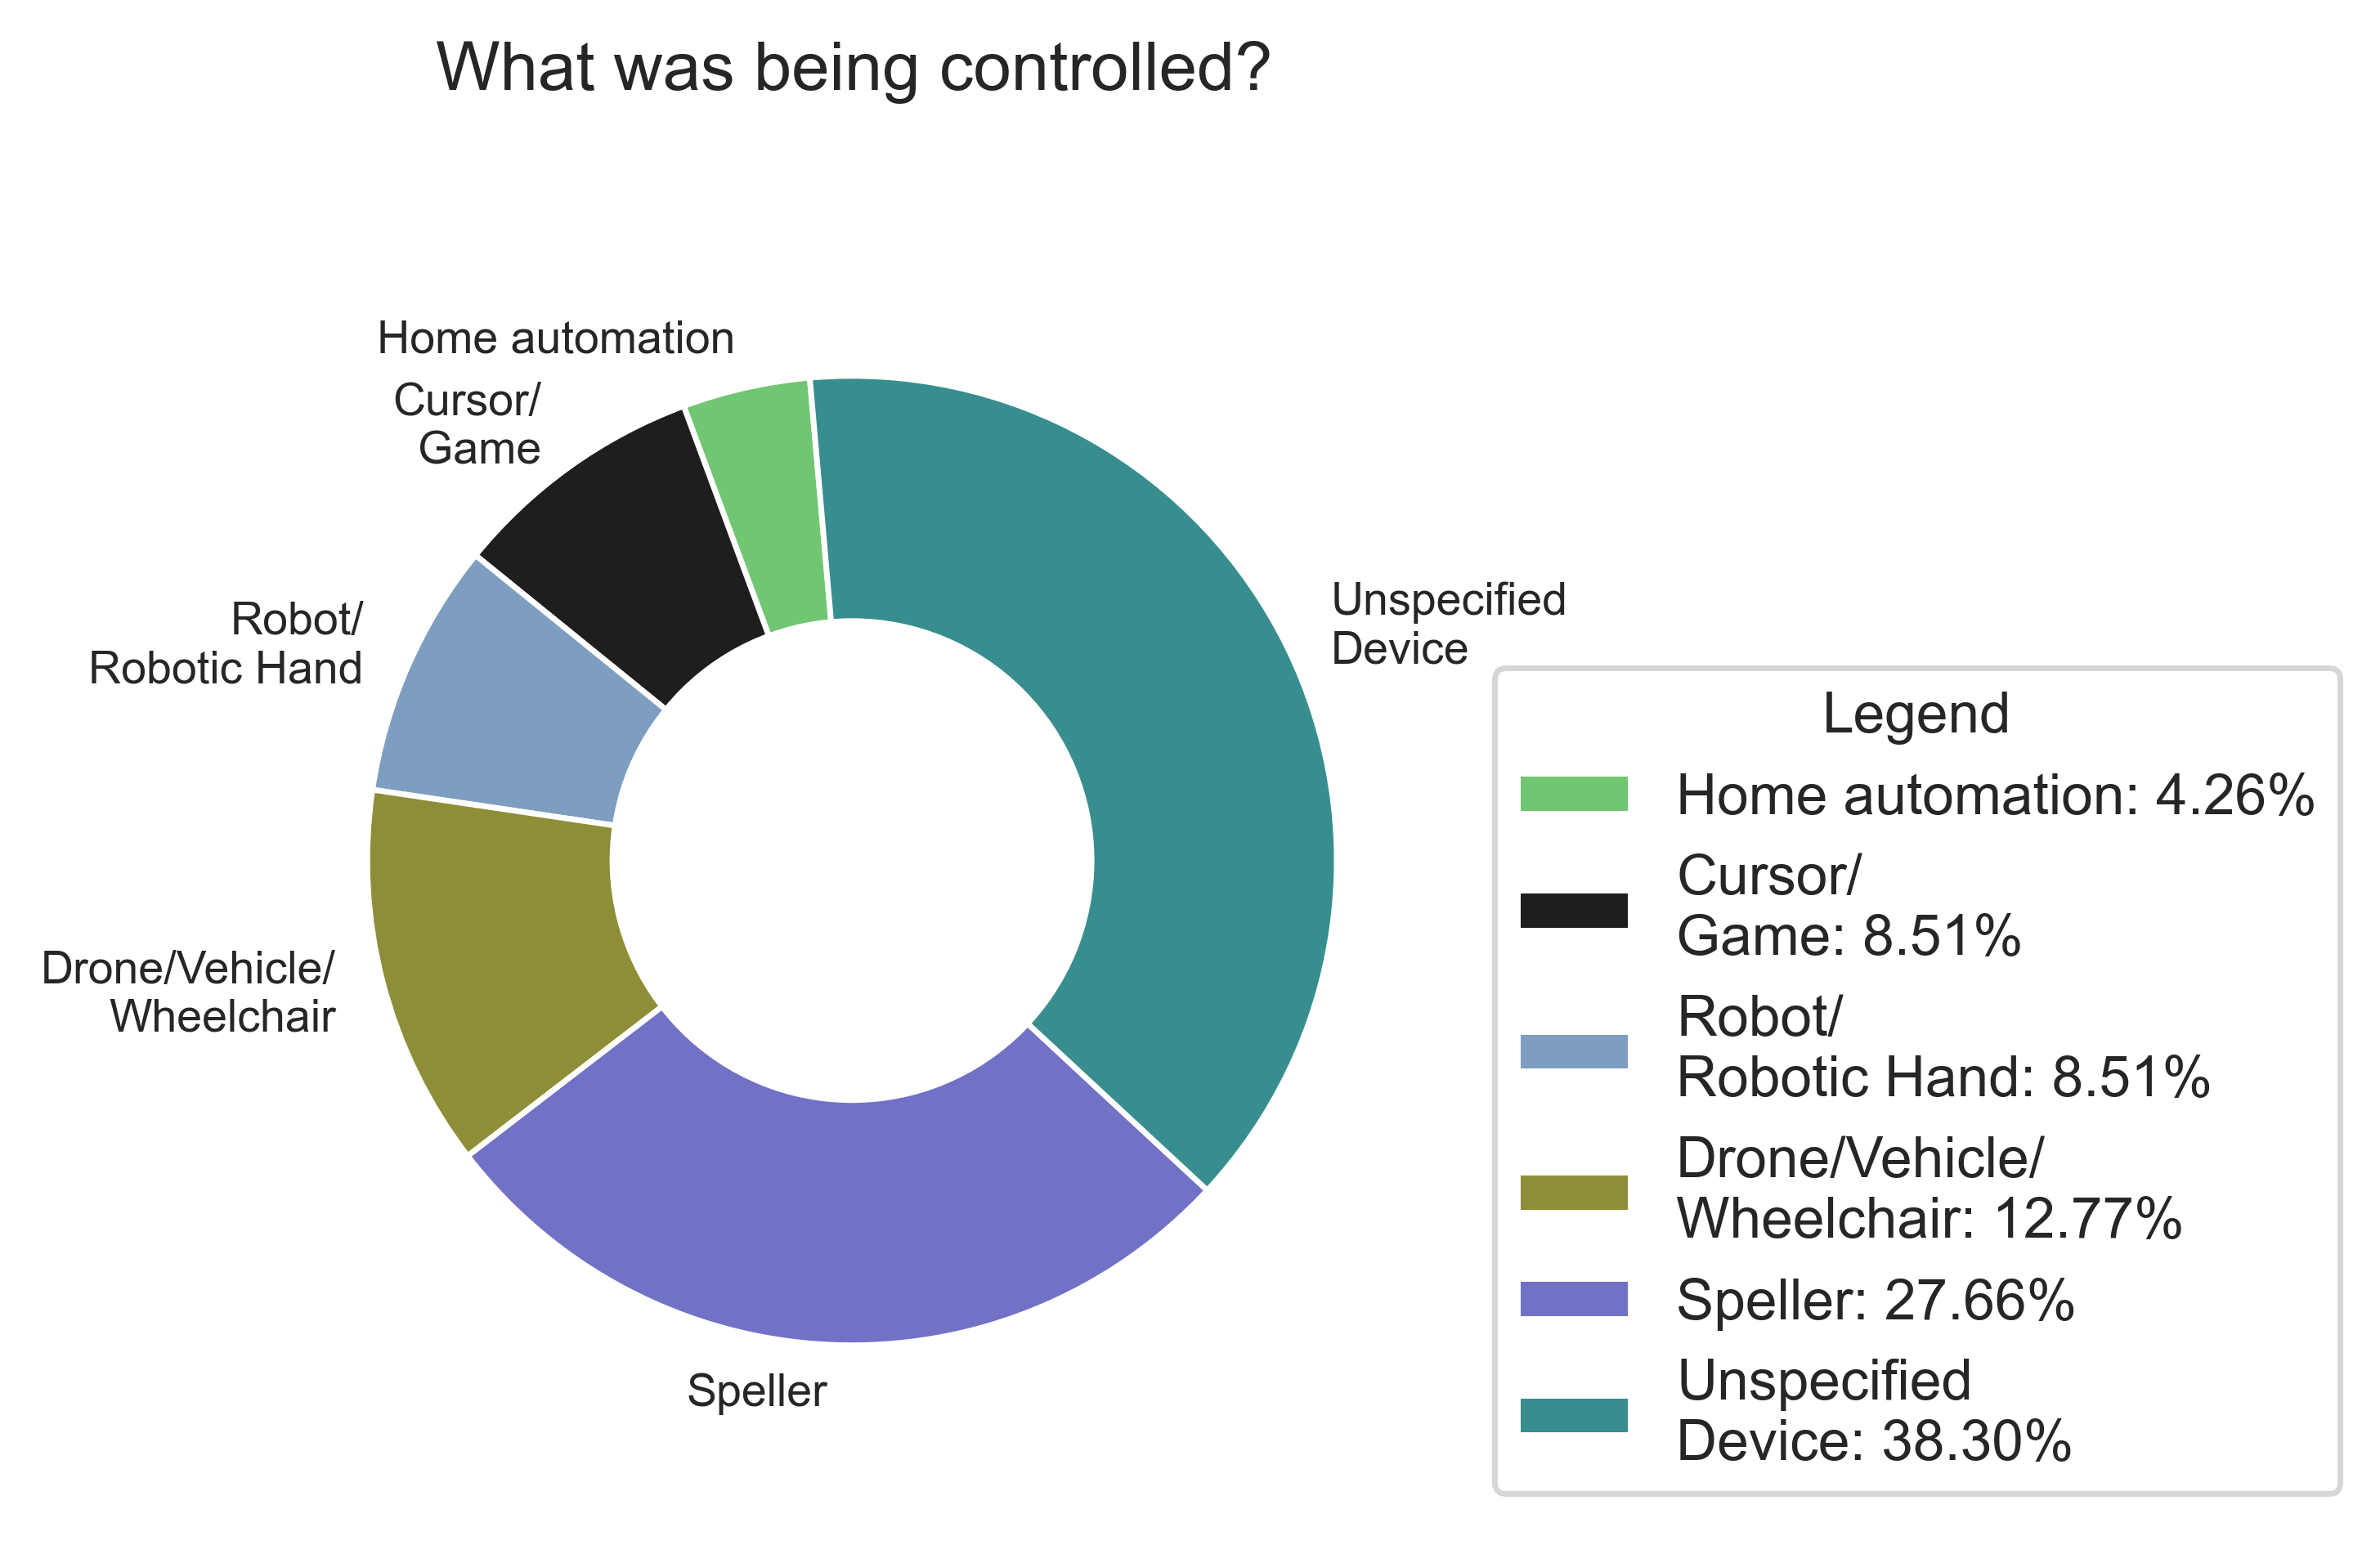 What was being controlled?
Home automation
Cursor/
Game
Robot/
Robotic Hand
Unspecified
Device
Drone/Vehicle/
Wheelchair
Speller
Legend
Home automation: 4.26%
Cursor/
Game: 8.51%
Robot/
Robotic Hand: 8.51%
Drone/Vehicle/
Wheelchair: 12.77%
Speller: 27.66%
Unspecified
Device: 38.30%